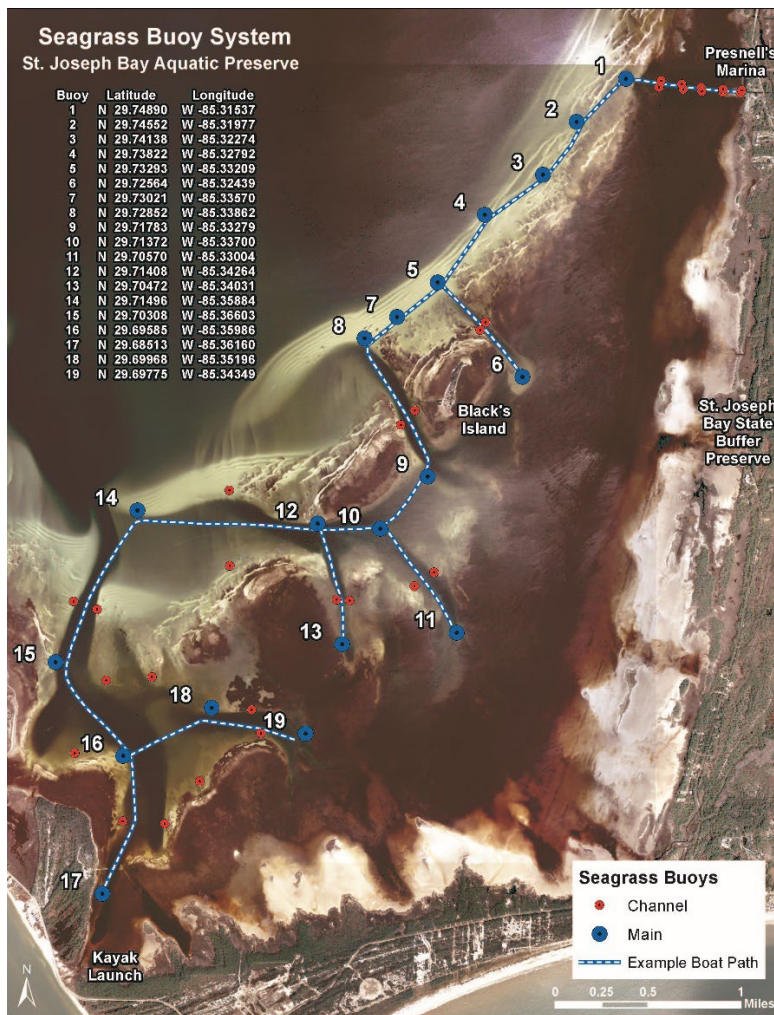 Seagrass Buoy System
St. Joseph Bay Aquatic Preserve
Buoy Latitude Longitude
1 N 29.74890 W -85.31537
2 N 29.74552 W -85.31977
3 N 29.74138 W -85.32274
4 N 29.73822 W -85.32792
5 N 29.73293 W -85.33209
6 N 29.72564 W -85.32439
7 N 29.73021 W -85.33570
8 N 29.72852 W -85.33862
9 N 29.71783 W -85.33279
10 N 29.71372 W -85.33700
11 N 29.70570 W -85.33004
12 N 29.71408 W -85.34264
13 N 29.70472 W -85.34031
14 N 29.71496 W -85.35884
15 N 29.70308 W -85.36603
16 N 29.69585 W -85.35986
17 N 29.68513 W -85.36160
18 N 29.69968 W -85.35196
19 N 29.69775 W -85.34349
Presnell's
Marina
1
2
3
4
5
7
8
6
Black's
Island
St. Joseph
Bay State
Buffer
Preserve
9
14
12
10
13
11
15
18
19
16
17
Kayak
Launch
N
Seagrass Buoys
Channel
Main
Example Boat Path
0 0.25 0.5 1
Miles